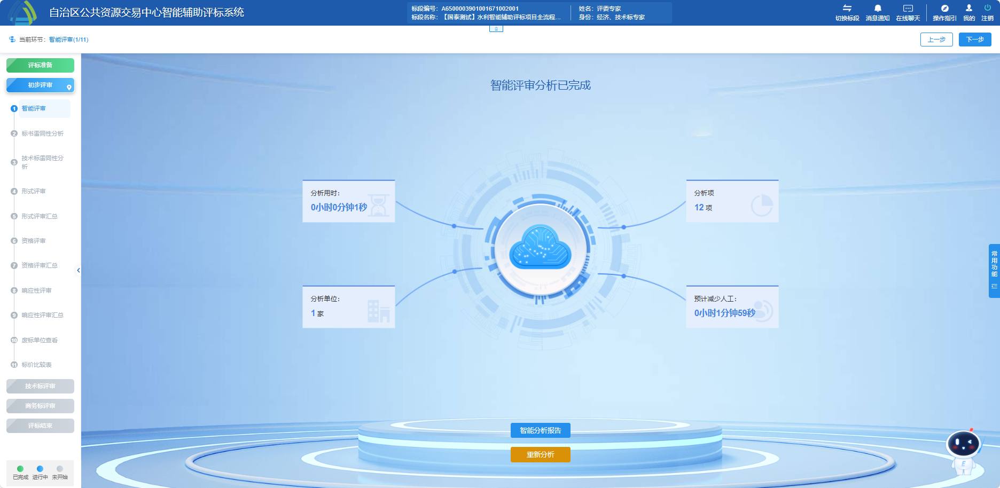 自治区公共资源交易中心智能辅助评标系统
标段编号：A6500003901001671002001
标段名称：【国泰测试】水利智能辅助评标项目全流程...
姓名：评委专家
身份：经济、技术标专家
切换标段
消息通知
在线聊天
操作指引
我的
注销
当前环节：智能评审(1/11)
上一步
下一步
评标准备
初步评审
1 智能评审
2 标书雷同性分析
3 技术标雷同性分
析
4 形式评审
5 形式评审汇总
6 资格评审
7 资格评审汇总
8 响应性评审
9 响应性评审汇总
10 废标单位查看
11 标价比较表
技术标评审
商务标评审
评标结束
已完成
进行中
未开始
智能评审分析已完成
分析用时：
0小时0分钟1秒
分析项
12 项
分析单位：
1 家
预计减少人工：
0小时1分钟59秒
智能分析报告
重新分析
常用功能
E